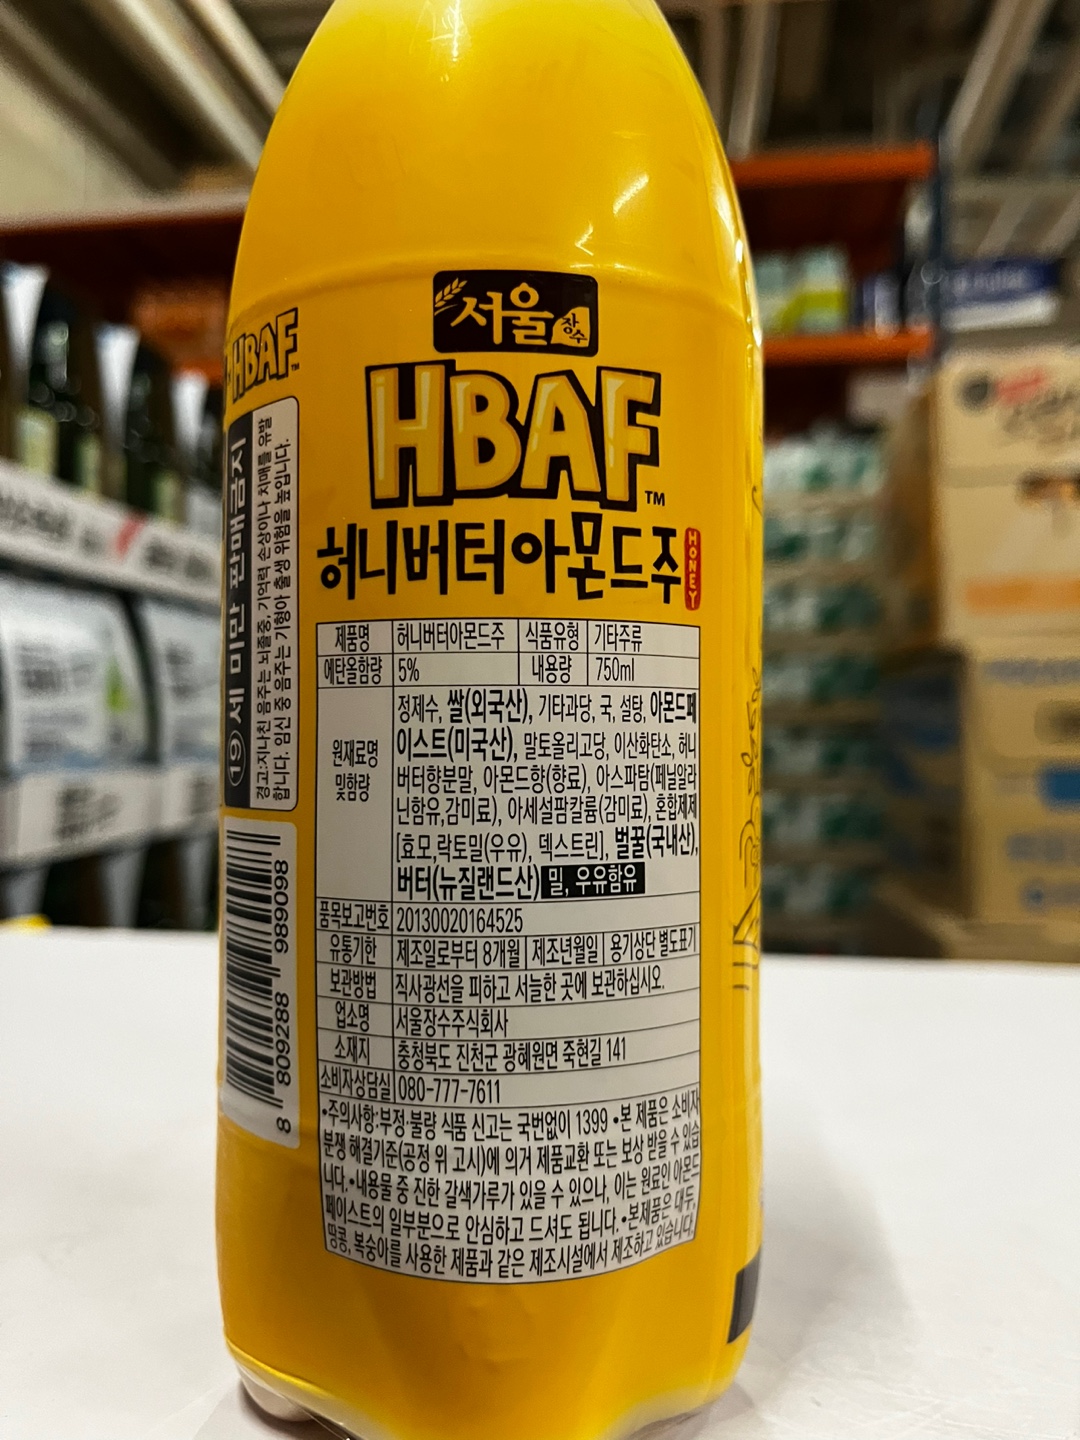 서울 장수
HBAF™
허니버터아몬드주 HONEY
제품명 허니버터아몬드주 식품유형 기타주류
에탄올함량 5% 내용량 750ml
원재료명 및함량
정제수, 쌀(외국산), 기타과당, 국, 설탕, 아몬드페
이스트(미국산), 말토올리고당, 이산화탄소, 허니
버터향분말, 아몬드향(향료), 아스파탐(페닐알라
닌함유,감미료), 아세설팜칼륨(감미료), 혼합제제
[효모,락토밀(우유), 덱스트린], 벌꿀(국내산),
버터(뉴질랜드산) 밀, 우유함유
품목보고번호 20130020164525
유통기한 제조일로부터 8개월 제조년월일 용기상단 별도표기
보관방법 직사광선을 피하고 서늘한 곳에 보관하십시오.
업소명 서울장수주식회사
소재지 충청북도 진천군 광혜원면 죽현길 141
소비자상담실 080-777-7611
•주의사항:부정·불량 식품 신고는 국번없이 1399 •본 제품은 소비자
분쟁 해결기준(공정 위 고시)에 의거 제품교환 또는 보상 받을 수 있습
니다.•내용물 중 진한 갈색가루가 있을 수 있으나, 이는 원료인 아몬드
페이스트의 일부분으로 안심하고 드셔도 됩니다.•본제품은 대두,
땅콩, 복숭아를 사용한 제품과 같은 제조시설에서 제조하고 있습니다.
HBAF™
19세 미만 판매금지
경고:지나친 음주는 뇌졸중, 기억력 손상이나 치매를 유발
합니다. 임신 중 음주는 기형아 출생 위험을 높입니다.
8 809288 989098